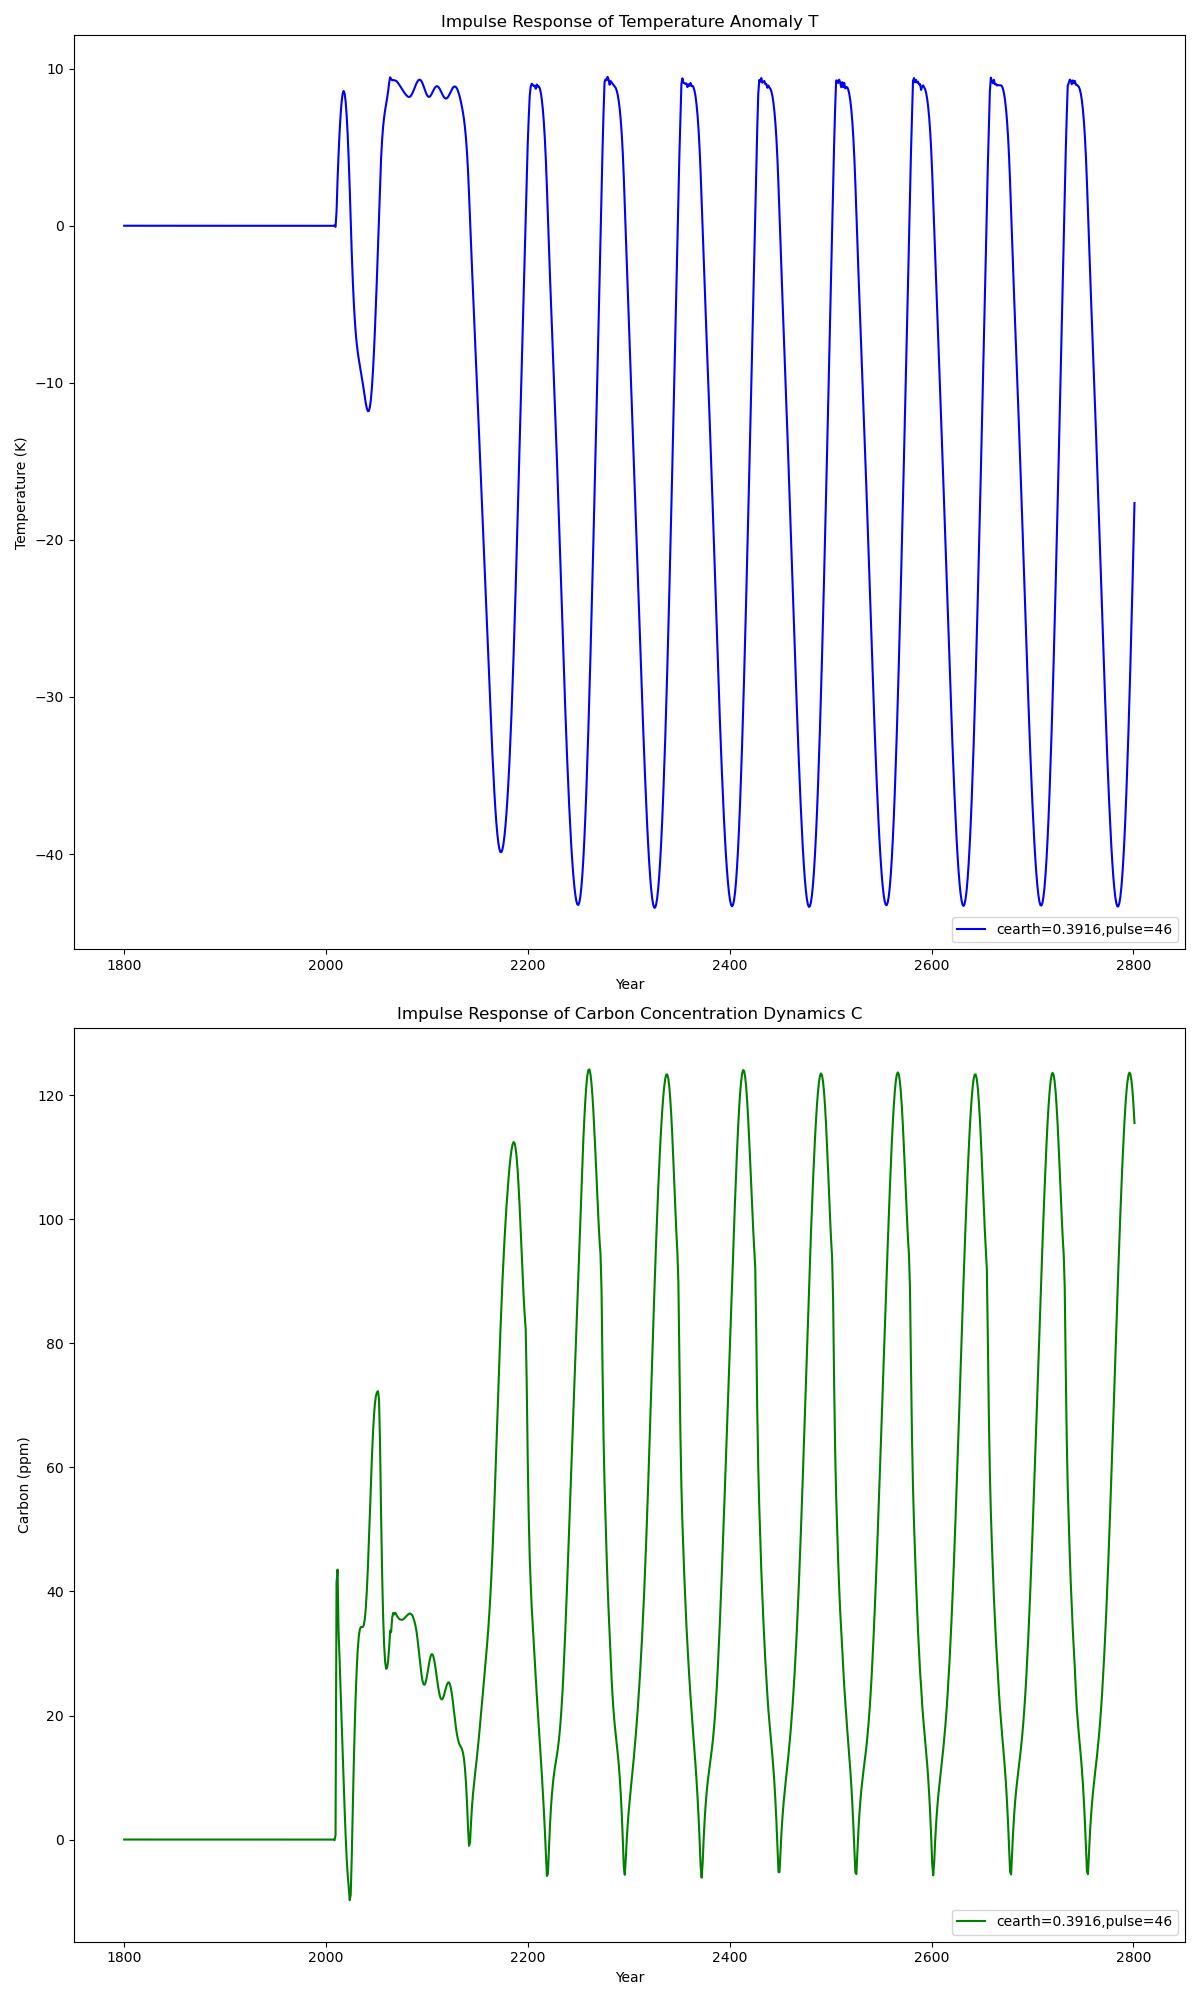 Impulse Response of Temperature Anomaly T
10
0
−10
−20
−30
−40
Temperature (K)
cearth=0.3916,pulse=46
1800 2000 2200 2400 2600 2800
Year
Impulse Response of Carbon Concentration Dynamics C
120
100
80
60
40
20
0
Carbon (ppm)
cearth=0.3916,pulse=46
1800 2000 2200 2400 2600 2800
Year